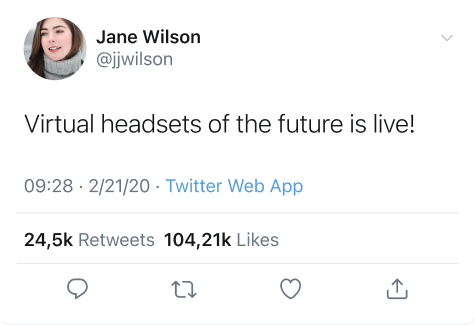 Jane Wilson
@jjwilson
Virtual headsets of the future is live!
09:28 · 2/21/20 · Twitter Web App
24,5k Retweets 104,21k Likes